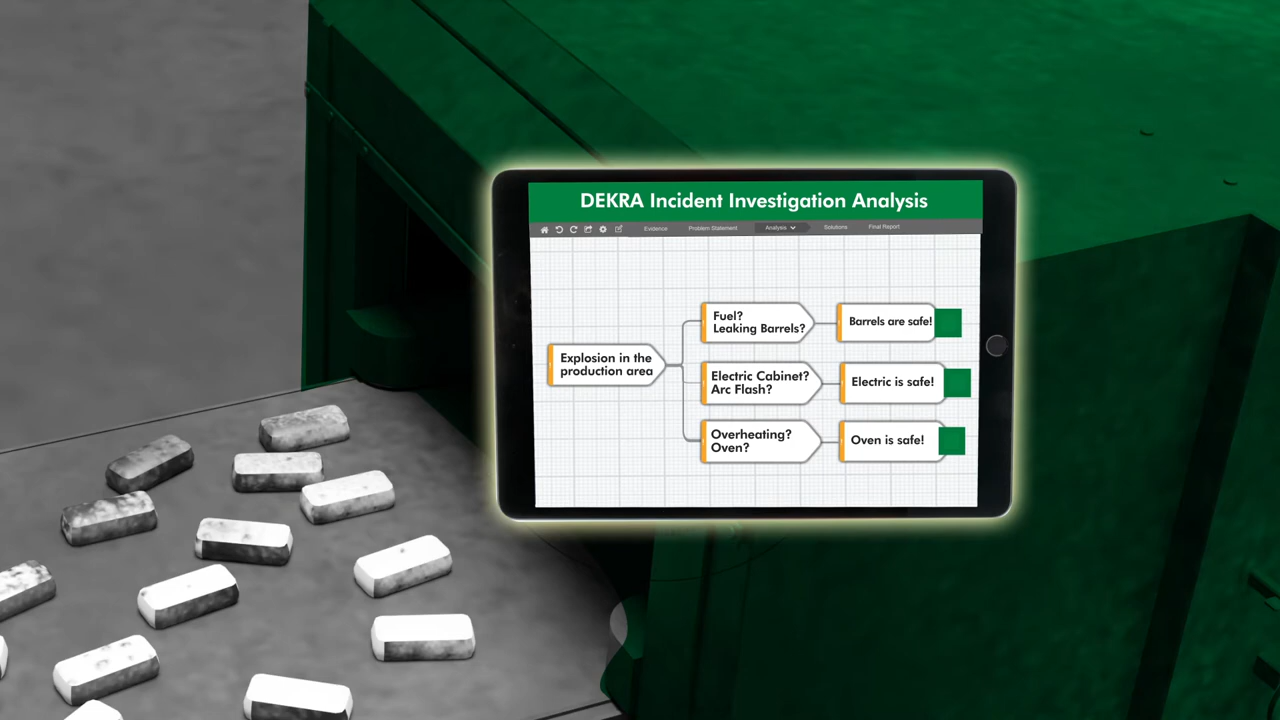 DEKRA Incident Investigation Analysis
Evidence
Problem Statement
Analysis
Solutions
Final Report
Explosion in the
production area
Fuel?
Leaking Barrels?
Barrels are safe!
Electric Cabinet?
Arc Flash?
Electric is safe!
Overheating?
Oven?
Oven is safe!